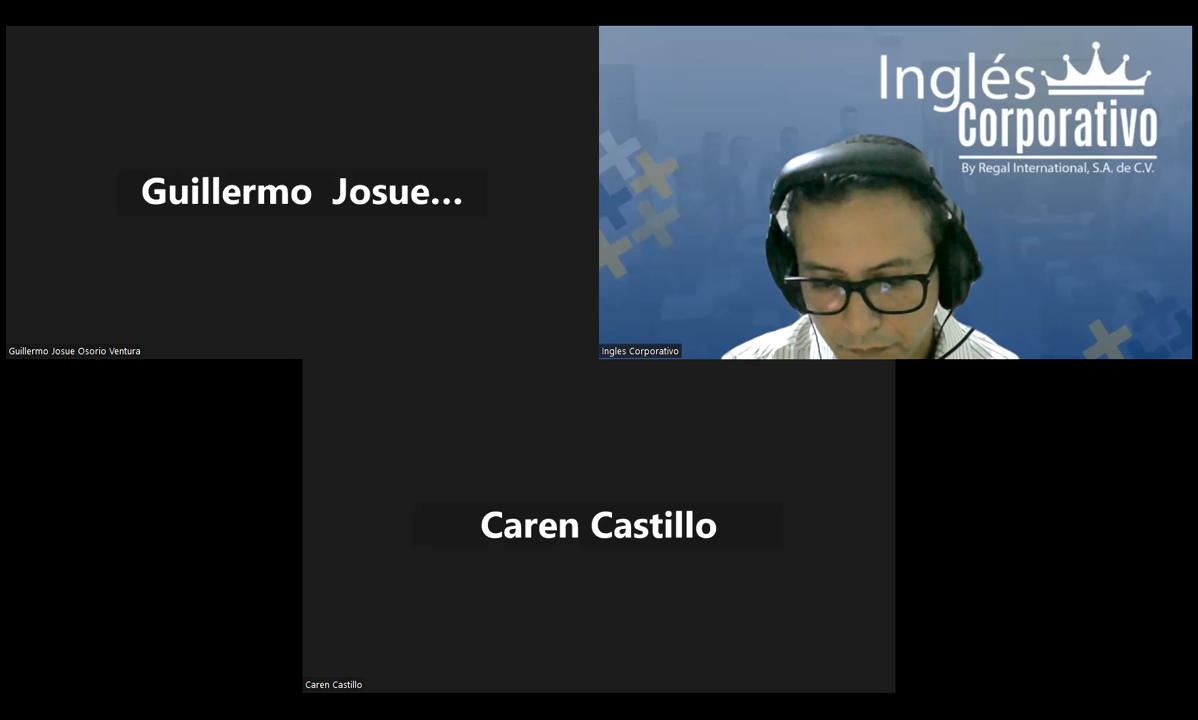 Guillermo  Josue...
Guillermo Josue Osorio Ventura
Inglés
Corporativo
By Regal International, S.A. de C.V.
Ingles Corporativo
Caren Castillo
Caren Castillo